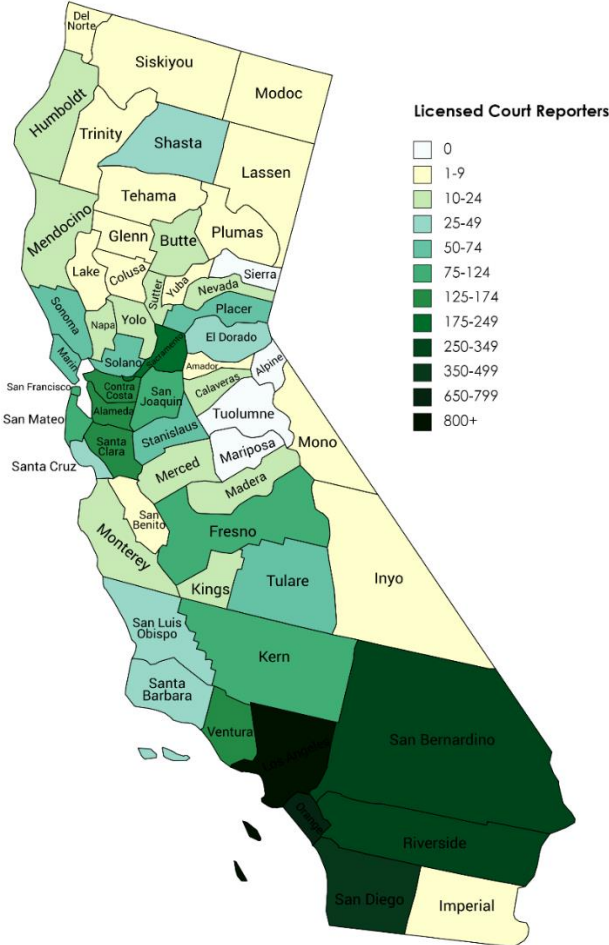 Del
Norte
Siskiyou
Modoc
Humboldt
Trinity
Shasta
Lassen
Tehama
Plumas
Mendocino
Glenn
Butte
Lake
Colusa
Sutter
Yuba
Sierra
Nevada
Placer
Sonoma
Napa
Yolo
El Dorado
Sacramento
Alpine
Marin
Solano
Amador
Calaveras
San Francisco
Contra
Costa
San
Joaquin
Tuolumne
Mono
San Mateo
Alameda
Santa
Clara
Stanislaus
Mariposa
Santa Cruz
Merced
Madera
San
Benito
Fresno
Monterey
Kings
Tulare
Inyo
San Luis
Obispo
Kern
Santa
Barbara
Ventura
Los Angeles
San Bernardino
Orange
Riverside
San Diego
Imperial
Licensed Court Reporters
0
1-9
10-24
25-49
50-74
75-124
125-174
175-249
250-349
350-499
650-799
800+